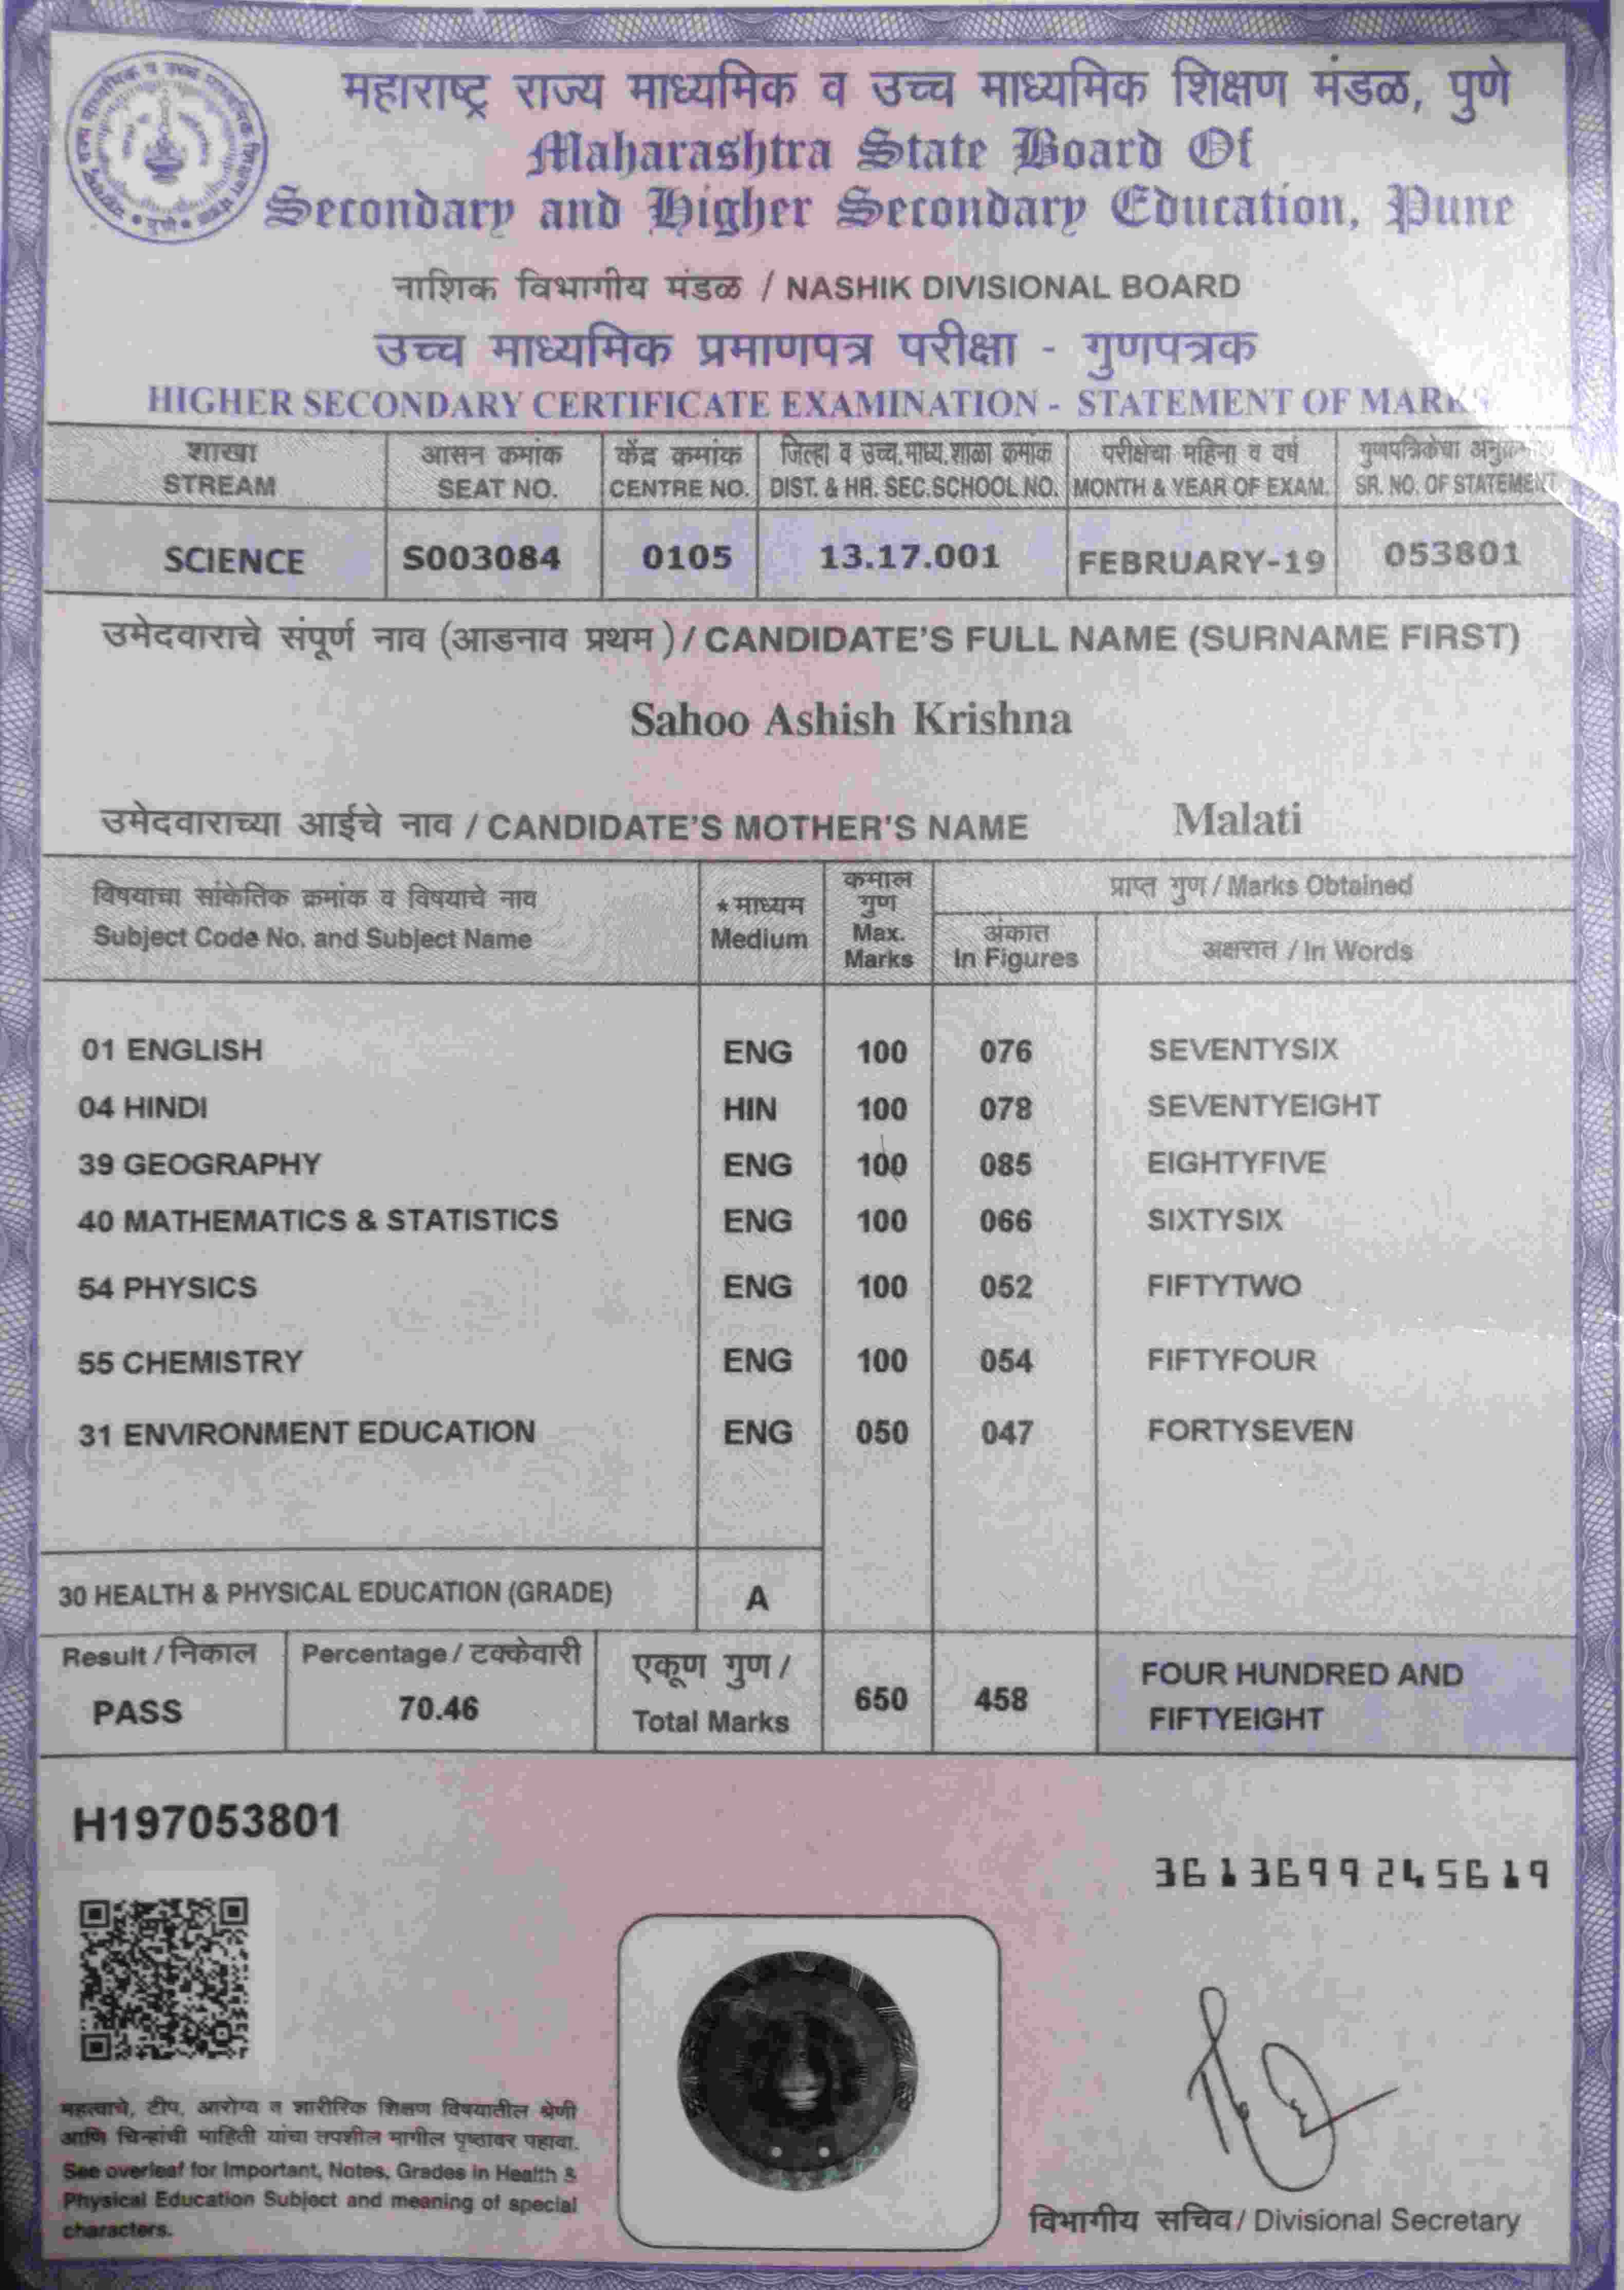 महाराष्ट्र राज्य माध्यमिक व उच्च माध्यमिक शिक्षण मंडळ, पुणे
Maharashtra State Board Of
Secondary and Higher Secondary Education, Pune
नाशिक विभागीय मंडळ / NASHIK DIVISIONAL BOARD
उच्च माध्यमिक प्रमाणपत्र परीक्षा - गुणपत्रक
HIGHER SECONDARY CERTIFICATE EXAMINATION - STATEMENT OF MARKS
शाखा आसन क्रमांक केंद्र क्रमांक जिल्हा व उच्च.माध्य.शाळा क्रमांक परीक्षेचा महिना व वर्ष गुणपत्रिकेचा
STREAM SEAT NO. CENTRE NO. DIST. & HR. SEC.SCHOOL NO. MONTH & YEAR OF EXAM. SR. NO. OF STATEMENT
SCIENCE S003084 0105 13.17.001 FEBRUARY-19 053801
उमेदवाराचे संपूर्ण नाव (आडनाव प्रथम) / CANDIDATE'S FULL NAME (SURNAME FIRST)
Sahoo Ashish Krishna
उमेदवाराच्या आईचे नाव / CANDIDATE'S MOTHER'S NAME Malati
विषयाचा सांकेतिक क्रमांक व विषयाचे नाव * माध्यम कमाल गुण प्राप्त गुण / Marks Obtained
Subject Code No. and Subject Name Medium Max. Marks अंकात In Figures अक्षरात / In Words
01 ENGLISH ENG 100 076 SEVENTYSIX
04 HINDI HIN 100 078 SEVENTYEIGHT
39 GEOGRAPHY ENG 100 085 EIGHTYFIVE
40 MATHEMATICS & STATISTICS ENG 100 066 SIXTYSIX
54 PHYSICS ENG 100 052 FIFTYTWO
55 CHEMISTRY ENG 100 054 FIFTYFOUR
31 ENVIRONMENT EDUCATION ENG 050 047 FORTYSEVEN
30 HEALTH & PHYSICAL EDUCATION (GRADE) A
Result / निकाल Percentage / टक्केवारी एकूण गुण / FOUR HUNDRED AND
PASS 70.46 Total Marks 650 458 FIFTYEIGHT
H197053801
3613699245619
महत्वाचे, टीप, आरोग्य व शारीरिक शिक्षण विषयातील श्रेणी
आणि चिन्हांची माहिती यांचा तपशील मागील पृष्ठावर पहावा.
See overleaf for Important, Notes, Grades in Health &
Physical Education Subject and meaning of special
characters.
विभागीय सचिव / Divisional Secretary